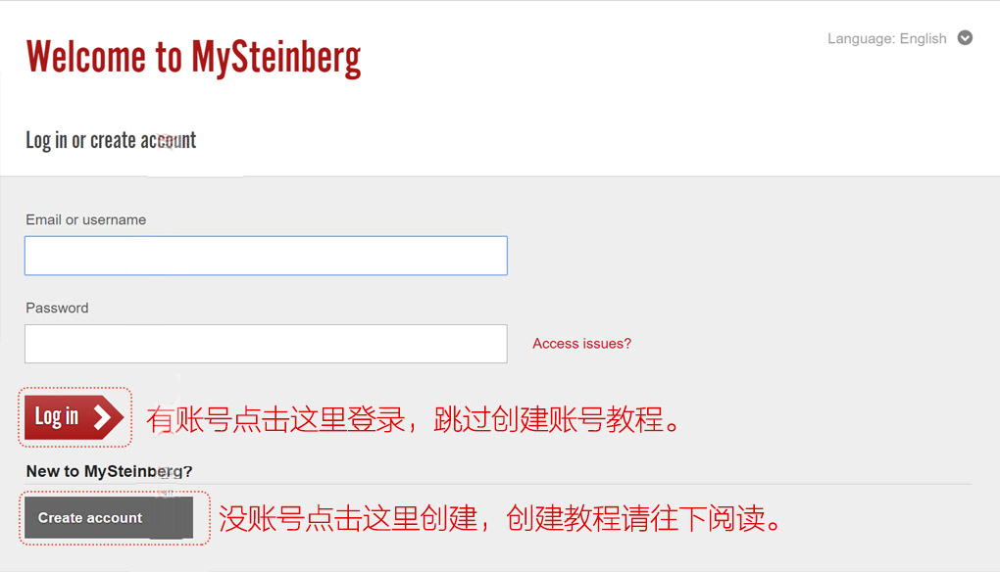 Welcome to MySteinberg
Language: English
Log in or create account
Email or username
Password
Access issues?
Log in
有账号点击这里登录，跳过创建账号教程。
New to MySteinberg?
Create account
没账号点击这里创建，创建教程请往下阅读。